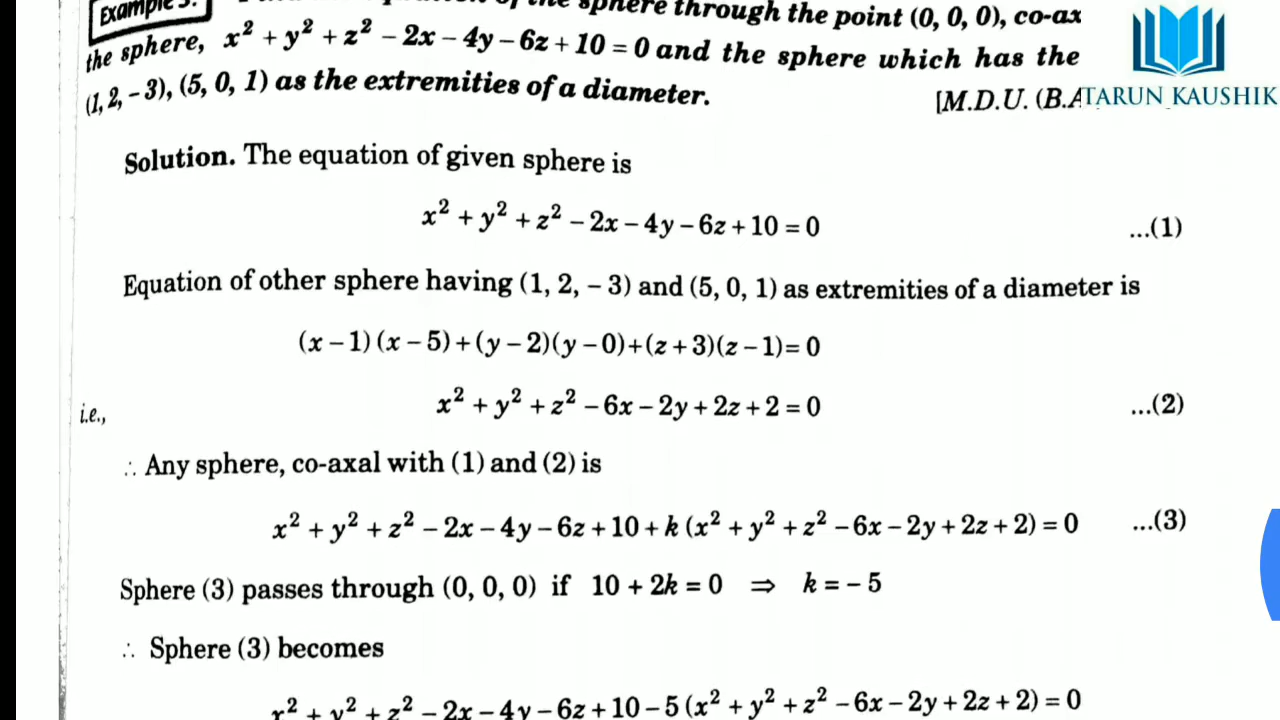 Example 3.
the sphere through the point (0, 0, 0), co-ax
the sphere, x² + y² + z² − 2x − 4y − 6z + 10 = 0 and the sphere which has the
(1, 2, − 3), (5, 0, 1) as the extremities of a diameter.
[M.D.U. (B.A
TARUN KAUSHIK
Solution. The equation of given sphere is
x² + y² + z² − 2x − 4y − 6z + 10 = 0 ...(1)
Equation of other sphere having (1, 2, − 3) and (5, 0, 1) as extremities of a diameter is
(x − 1) (x − 5) + (y − 2)(y − 0)+(z + 3)(z − 1)= 0
i.e., x² + y² + z² − 6x − 2y + 2z + 2 = 0 ...(2)
∴ Any sphere, co-axal with (1) and (2) is
x² + y² + z² − 2x − 4y − 6z + 10 + k (x² + y² + z² − 6x − 2y + 2z + 2) = 0 ...(3)
Sphere (3) passes through (0, 0, 0) if 10 + 2k = 0 ⇒ k = − 5
∴ Sphere (3) becomes
x² + y² + z² − 2x − 4y − 6z + 10 − 5 (x² + y² + z² − 6x − 2y + 2z + 2) = 0